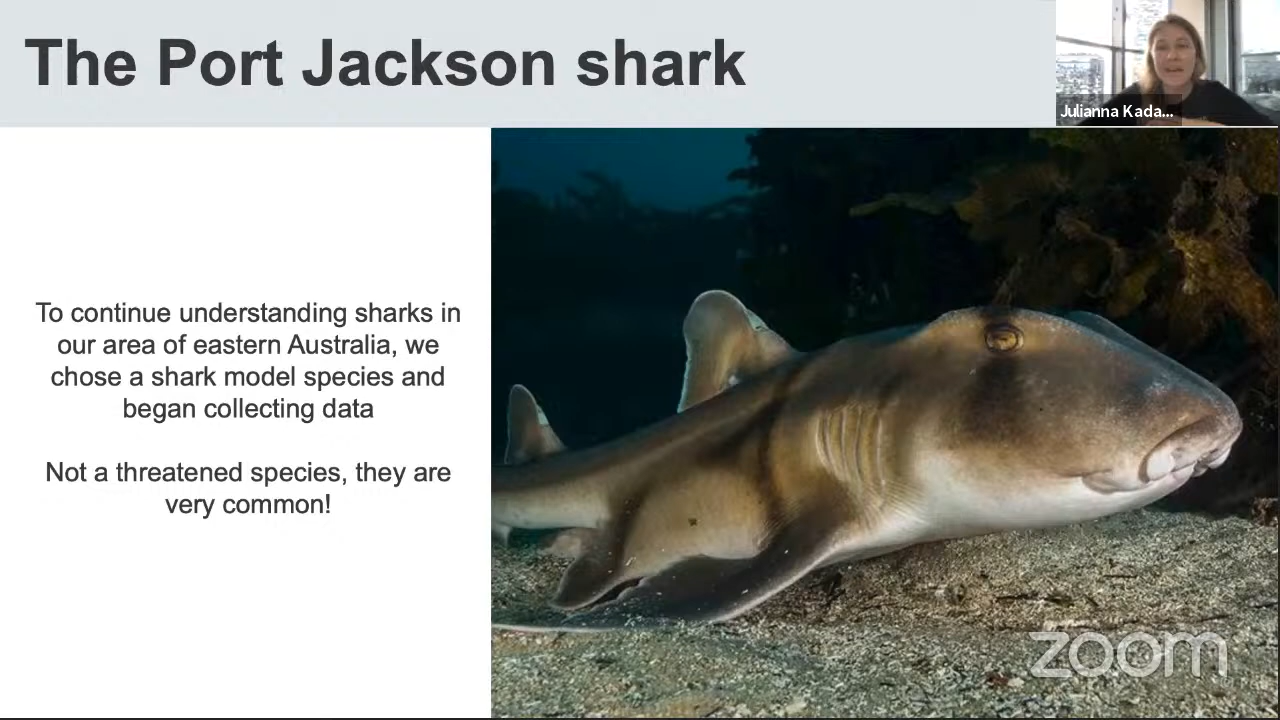 The Port Jackson shark
Julianna Kada...
To continue understanding sharks in
our area of eastern Australia, we
chose a shark model species and
began collecting data
Not a threatened species, they are
very common!
zoom